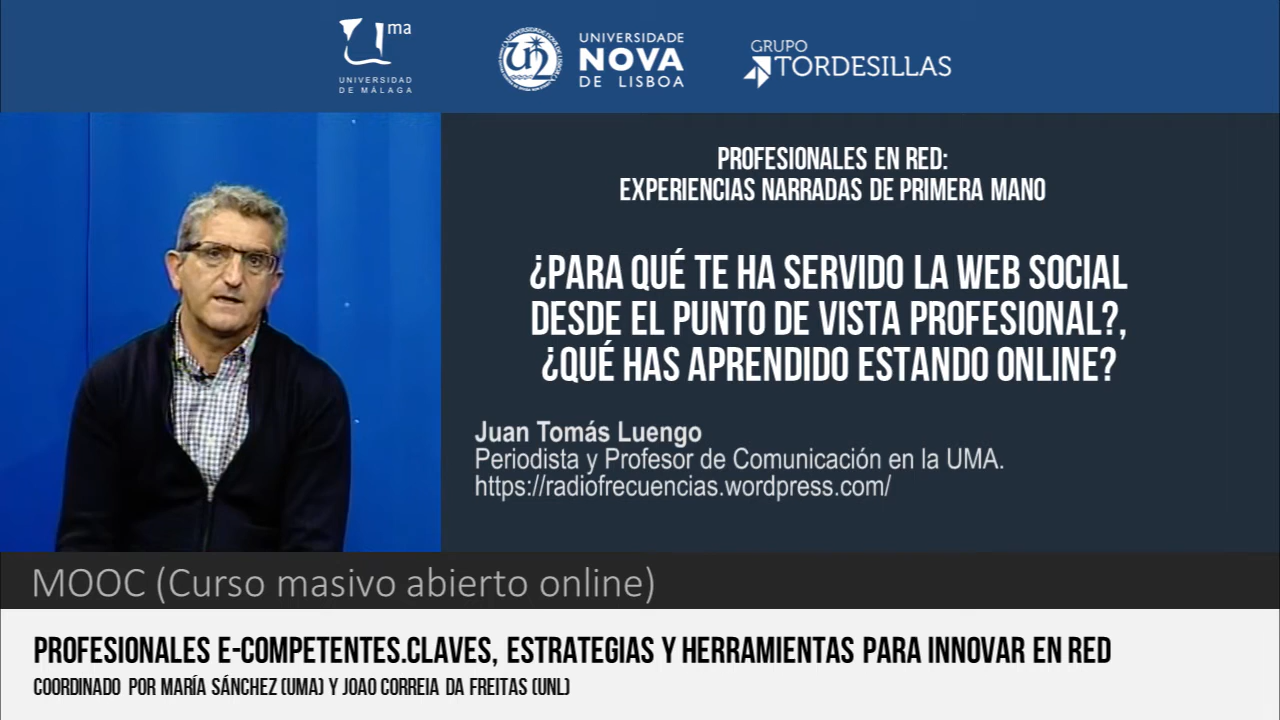 uma
UNIVERSIDAD
DE MÁLAGA
UNIVERSIDADE
NOVA
DE LISBOA
GRUPO
TORDESILLAS
PROFESIONALES EN RED:
EXPERIENCIAS NARRADAS DE PRIMERA MANO
¿PARA QUÉ TE HA SERVIDO LA WEB SOCIAL
DESDE EL PUNTO DE VISTA PROFESIONAL?,
¿QUÉ HAS APRENDIDO ESTANDO ONLINE?
Juan Tomás Luengo
Periodista y Profesor de Comunicación en la UMA.
https://radiofrecuencias.wordpress.com/
MOOC (Curso masivo abierto online)
PROFESIONALES E-COMPETENTES.CLAVES, ESTRATEGIAS Y HERRAMIENTAS PARA INNOVAR EN RED
COORDINADO POR MARÍA SÁNCHEZ (UMA) Y JOAO CORREIA DA FREITAS (UNL)